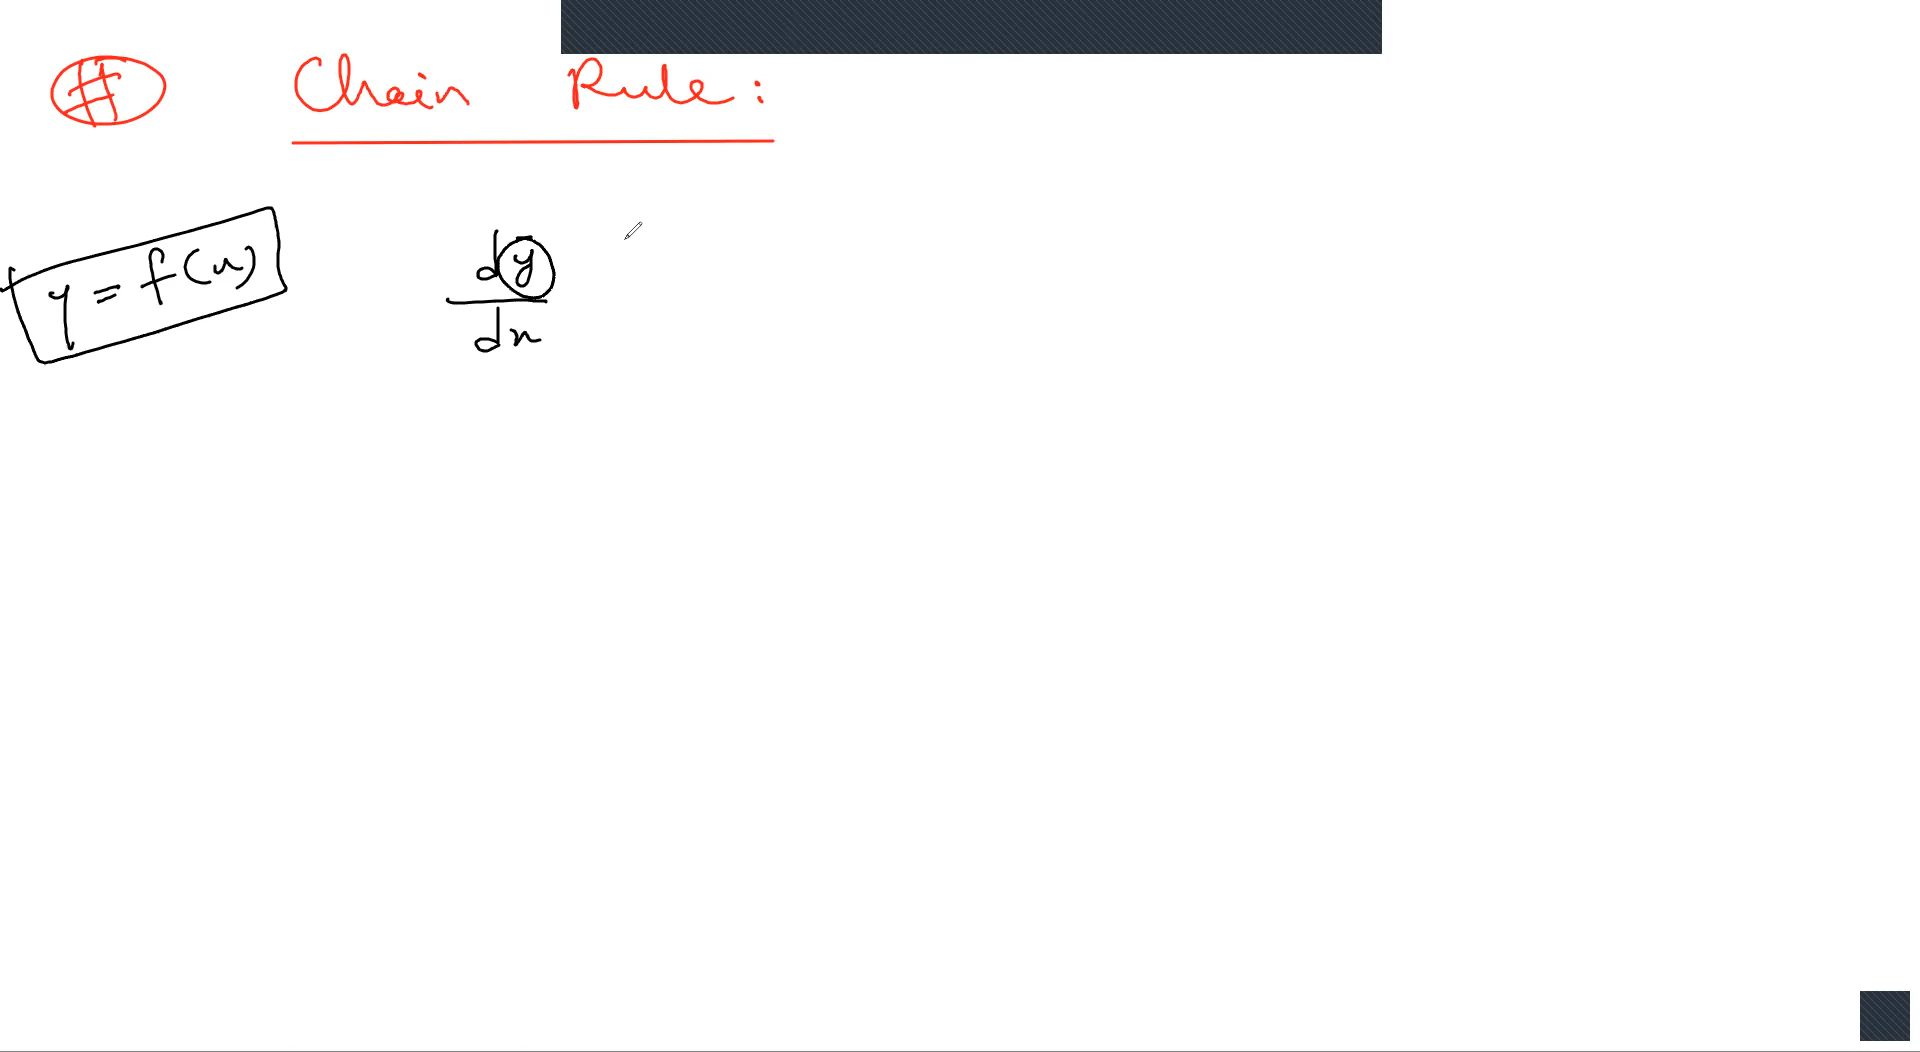 # Chain Rule:
y = f(x)
dy
dx